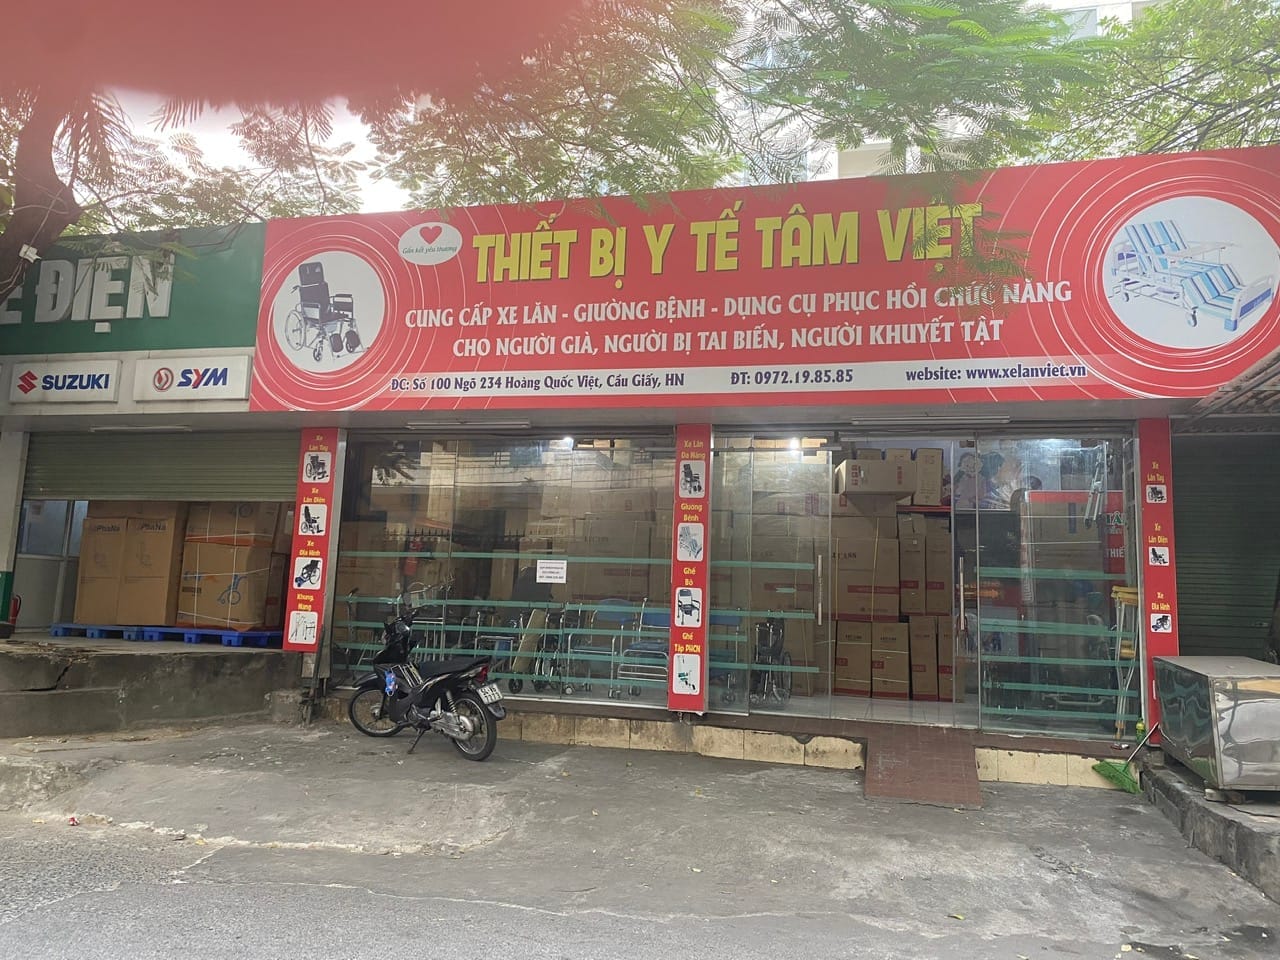 E ĐIỆN
SUZUKI
SYM
Gắn kết yêu thương
THIẾT BỊ Y TẾ TÂM VIỆT
CUNG CẤP XE LĂN - GIƯỜNG BỆNH - DỤNG CỤ PHỤC HỒI CHỨC NĂNG
CHO NGƯỜI GIÀ, NGƯỜI BỊ TAI BIẾN, NGƯỜI KHUYẾT TẬT
ĐC: Số 100 Ngõ 234 Hoàng Quốc Việt, Cầu Giấy, HN ĐT: 0972.19.85.85 website: www.xelanviet.vn
Xe
Lăn Tay
Xe
Lăn Điện
Xe
Địa Hình
Khung,
Nạng
Xe Lăn
Đa Năng
Giường
Bệnh
Ghế
Bô
Ghế
Tập PHCN
Xe
Lăn Tay
Xe
Lăn Điện
Xe
Địa Hình
LUCASS